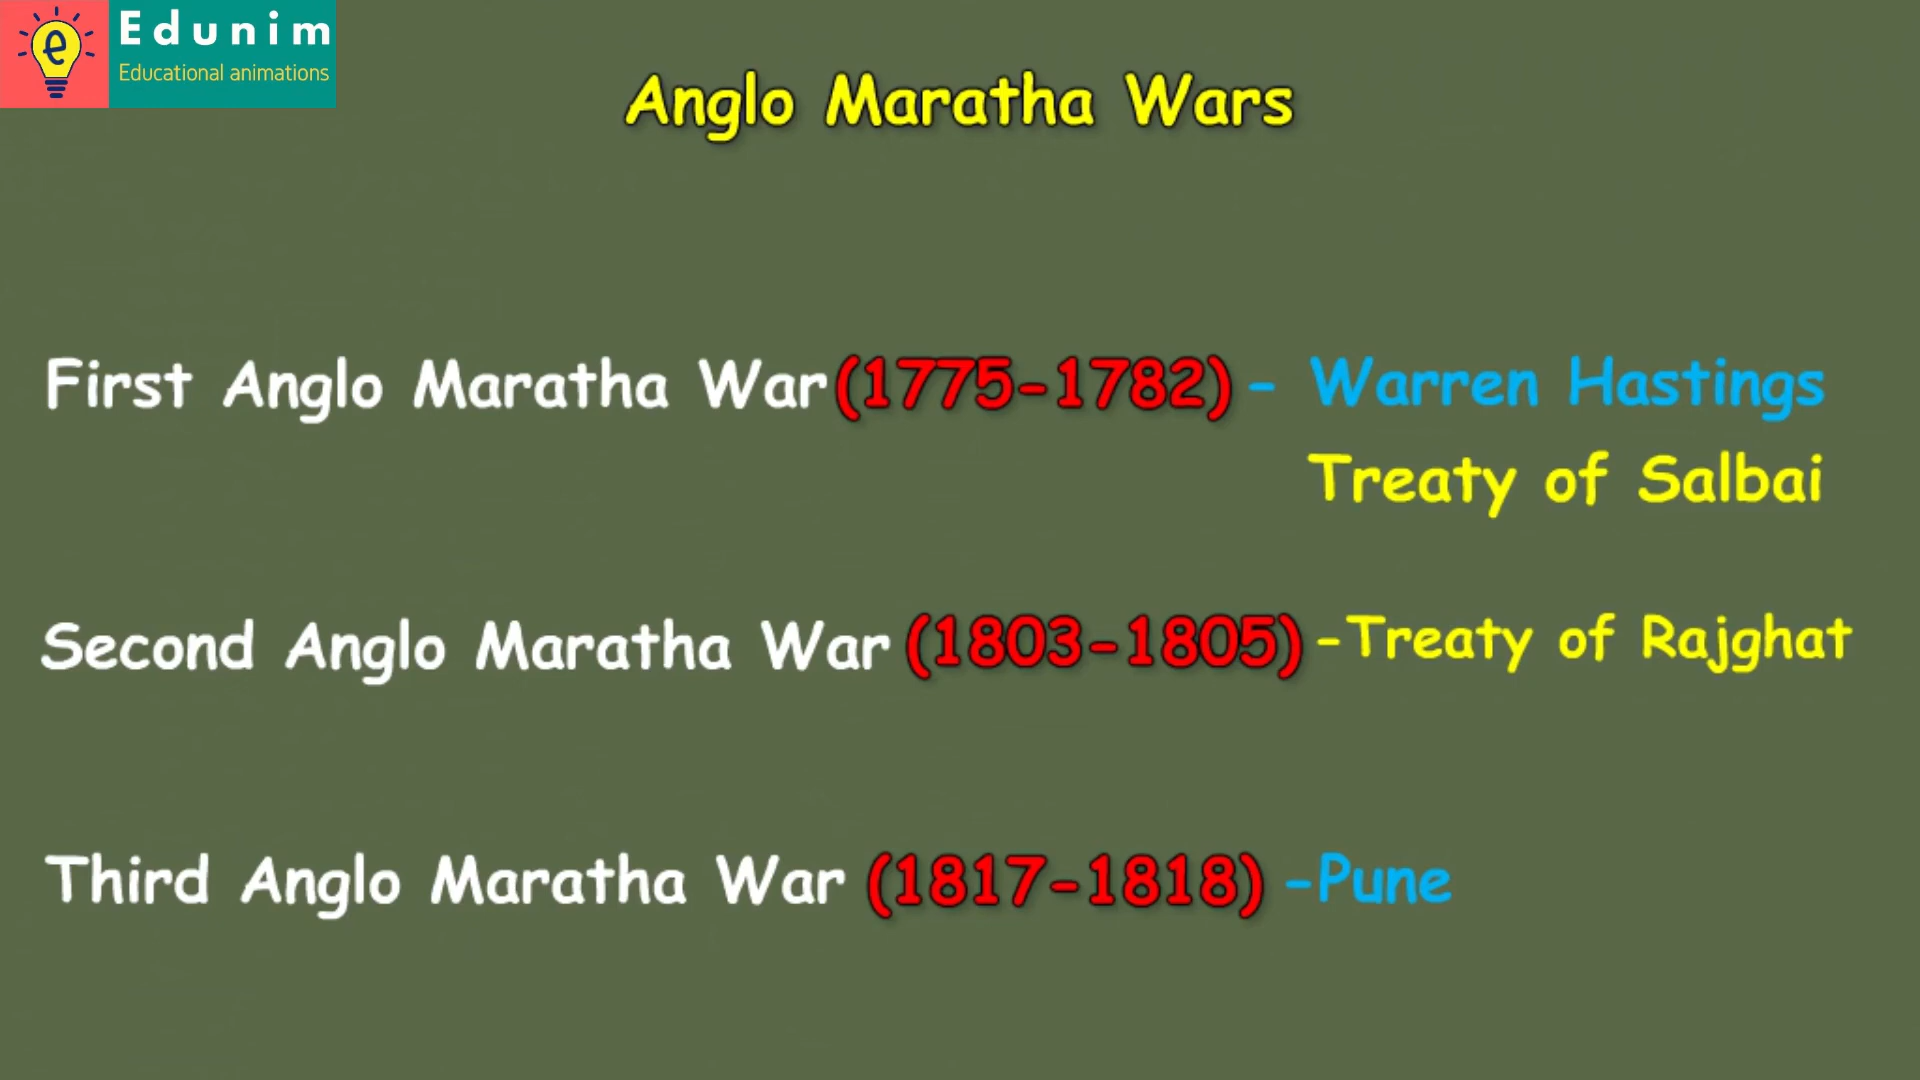 Edunim
Educational animations
Anglo Maratha Wars
First Anglo Maratha War (1775-1782) - Warren Hastings
Treaty of Salbai
Second Anglo Maratha War (1803-1805) -Treaty of Rajghat
Third Anglo Maratha War (1817-1818) -Pune